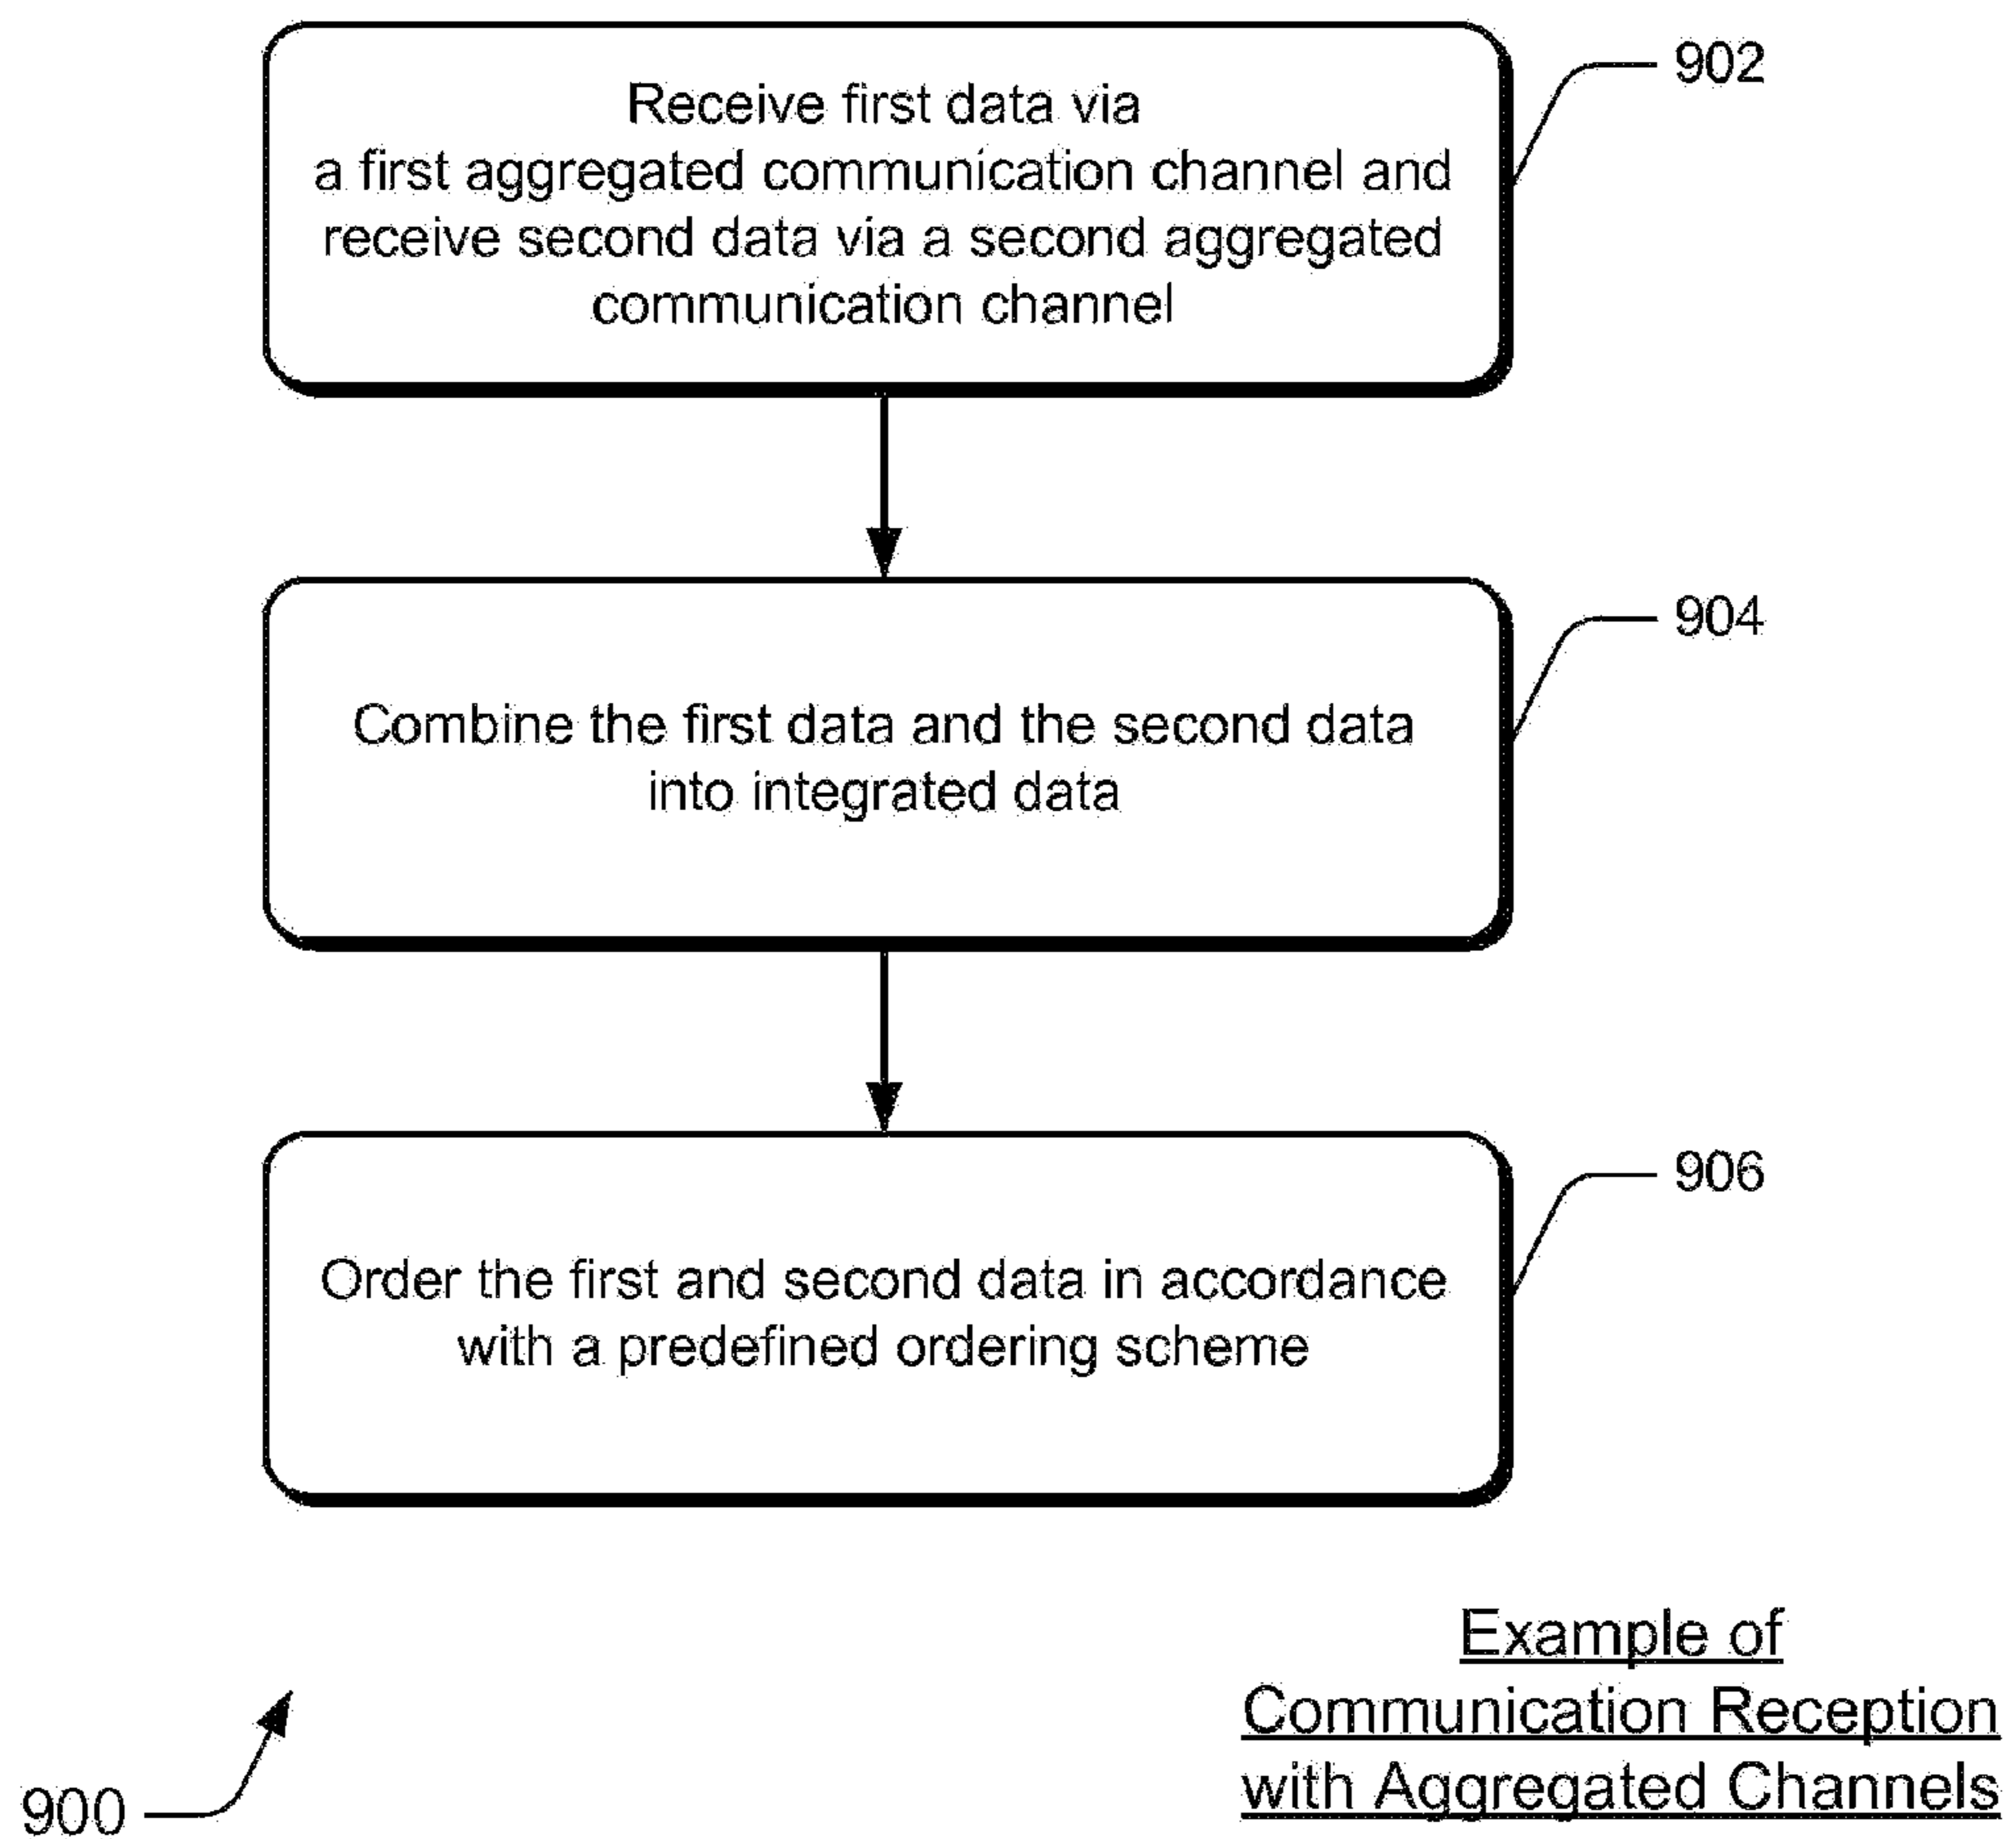 Receive first data via
a first aggregated communication channel and
receive second data via a second aggregated
communication channel
902
Combine the first data and the second data
into integrated data
904
Order the first and second data in accordance
with a predefined ordering scheme
906
900
Example of
Communication Reception
with Aggregated Channels